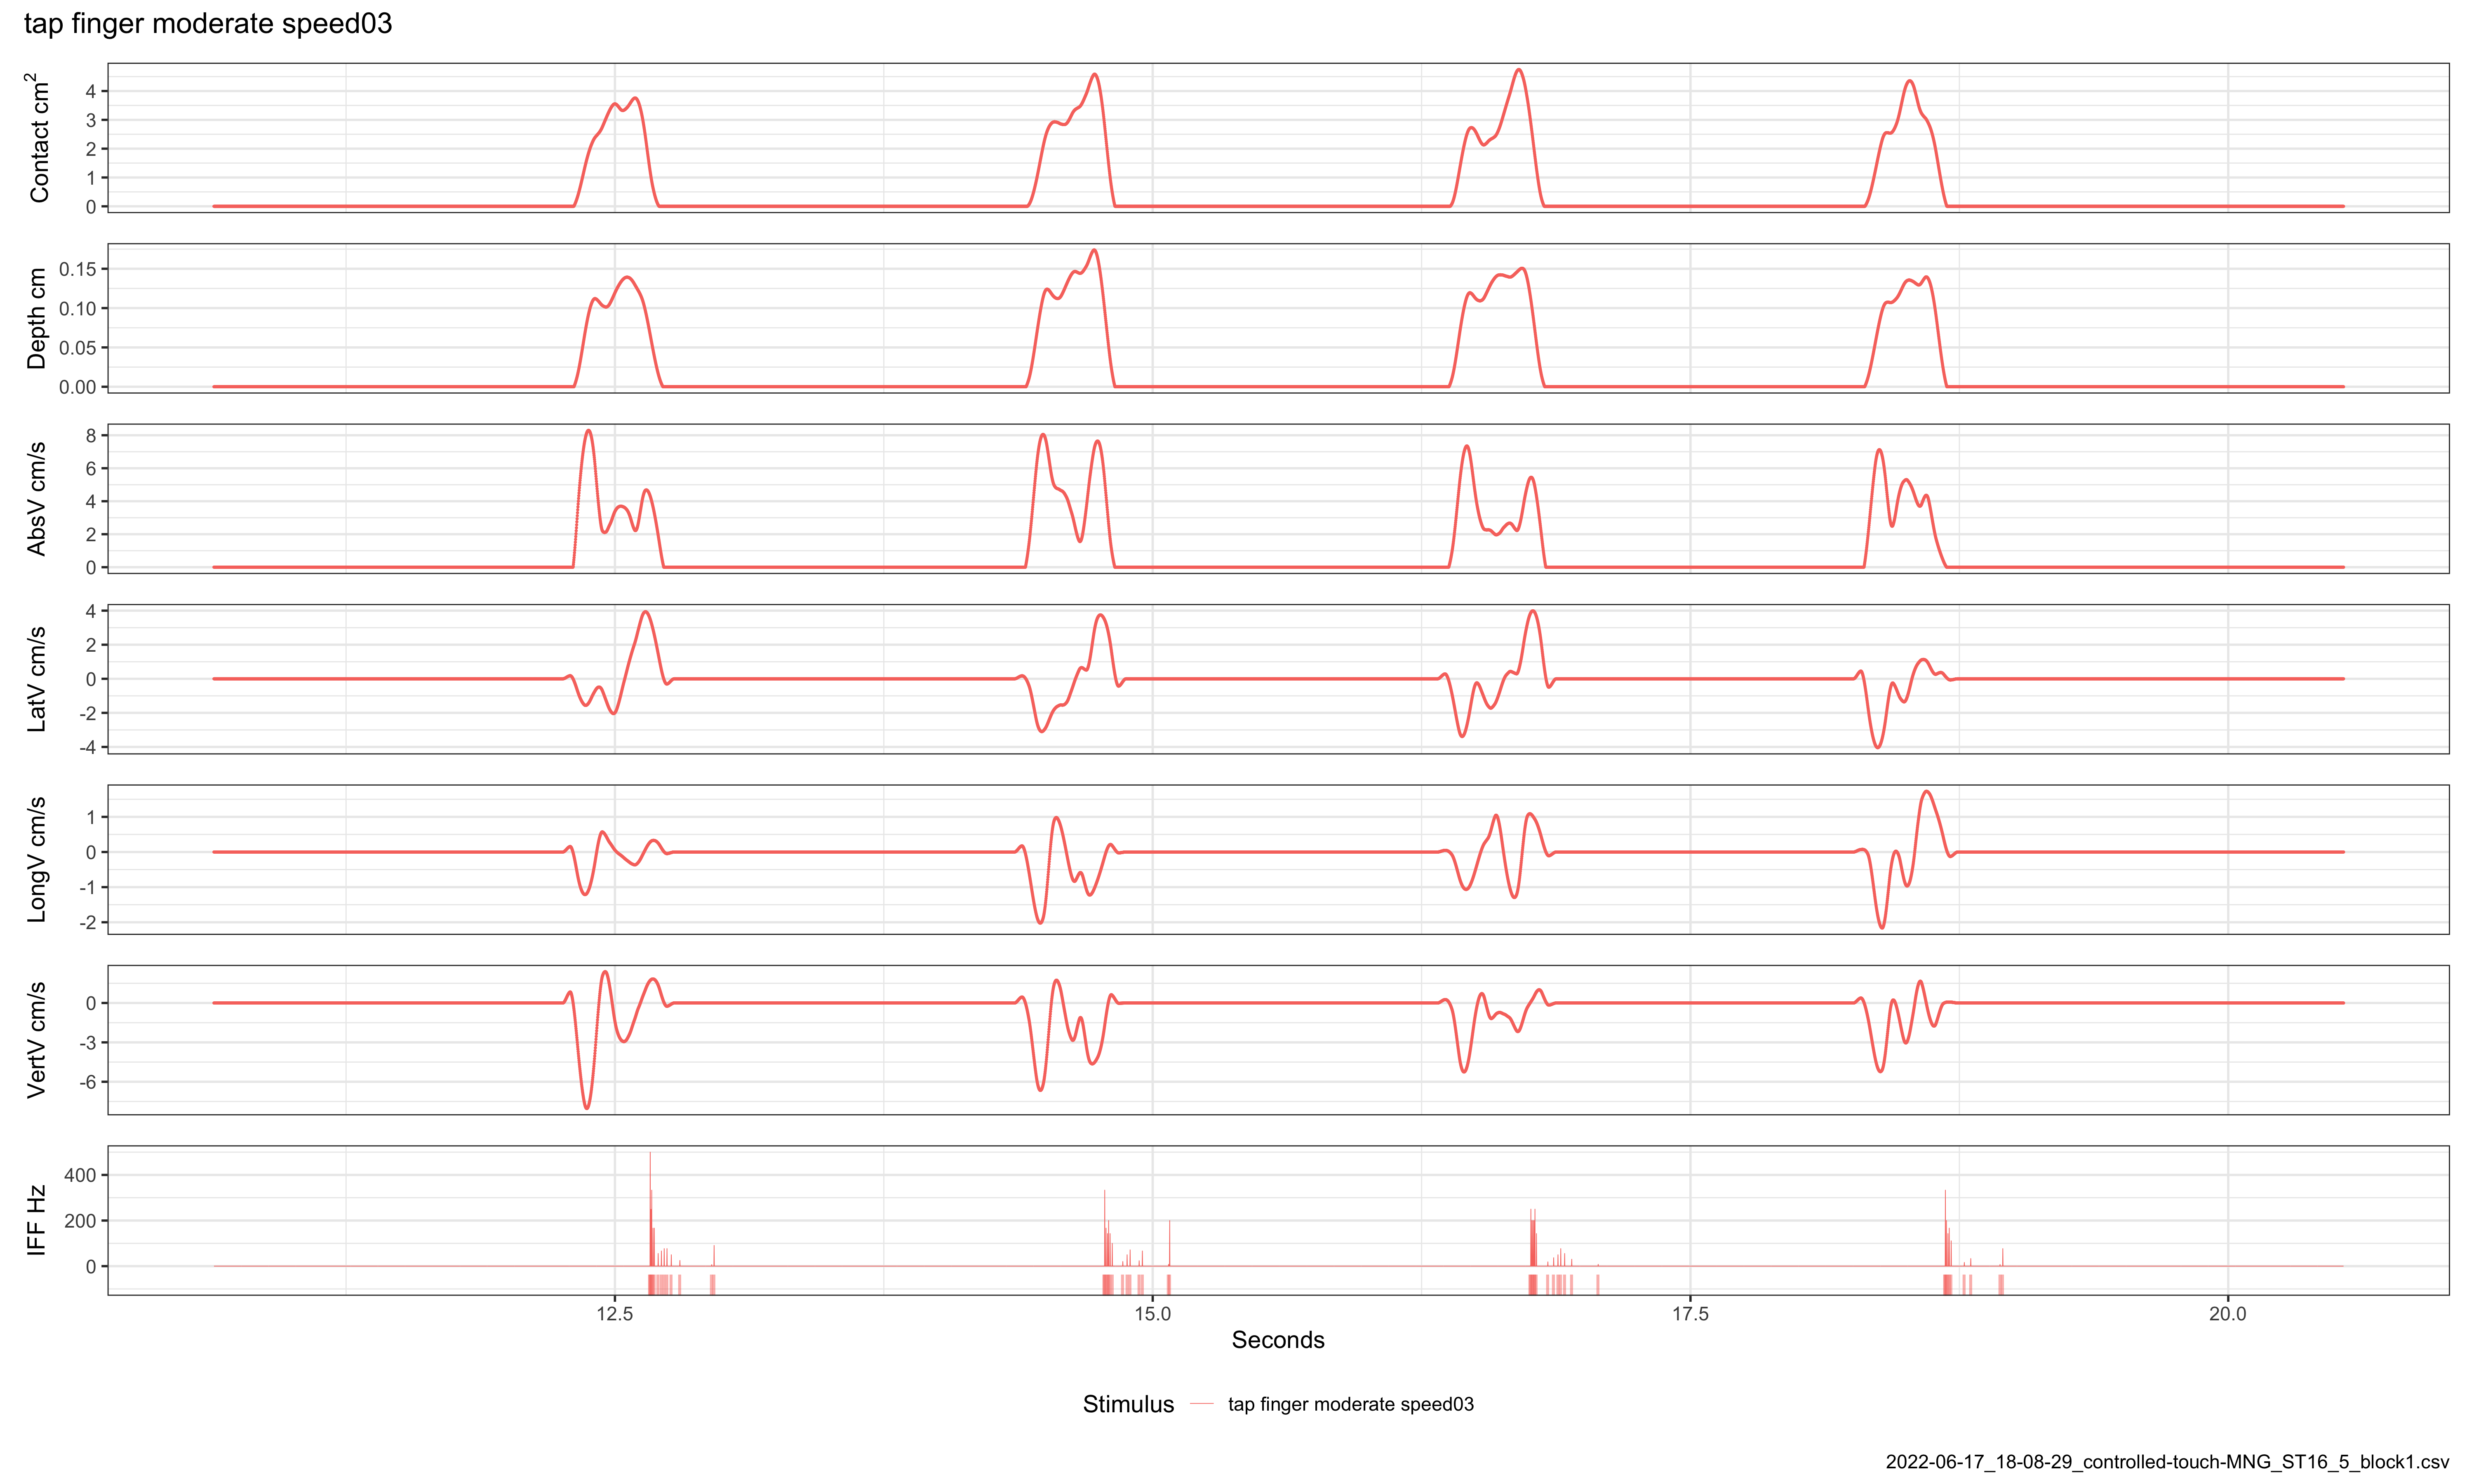 tap finger moderate speed03
Contact cm²
4
3
2
1
0
Depth cm
0.15
0.10
0.05
0.00
AbsV cm/s
8
6
4
2
0
LatV cm/s
4
2
0
-2
-4
LongV cm/s
1
0
-1
-2
VertV cm/s
0
-3
-6
IFF Hz
400
200
0
12.5 15.0 17.5 20.0
Seconds
Stimulus tap finger moderate speed03
2022-06-17_18-08-29_controlled-touch-MNG_ST16_5_block1.csv